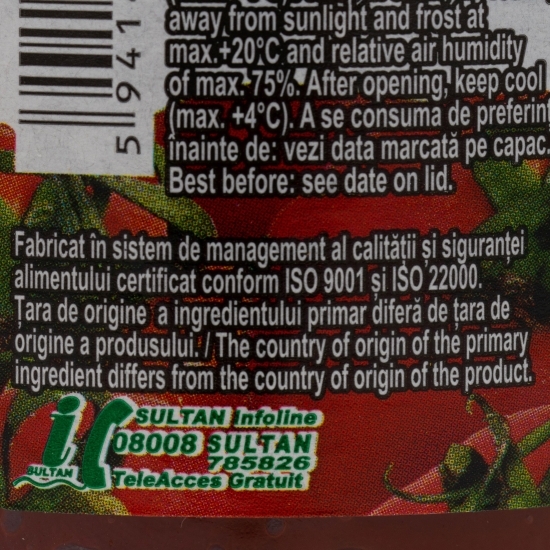 away from sunlight and frost at
max.+20°C and relative air humidity
of max. 75%. After opening, keep cool
(max. +4°C). A se consuma de preferint
înainte de: vezi data marcată pe capac.
Best before: see date on lid.
5 941
Fabricat în sistem de management al calității și siguranței
alimentului certificat conform ISO 9001 și ISO 22000.
Țara de origine a ingredientului primar diferă de țara de
origine a produsului. / The country of origin of the primary
ingredient differs from the country of origin of the product.
SULTAN Infoline
08008 SULTAN
785826
TeleAcces Gratuit
SULTAN